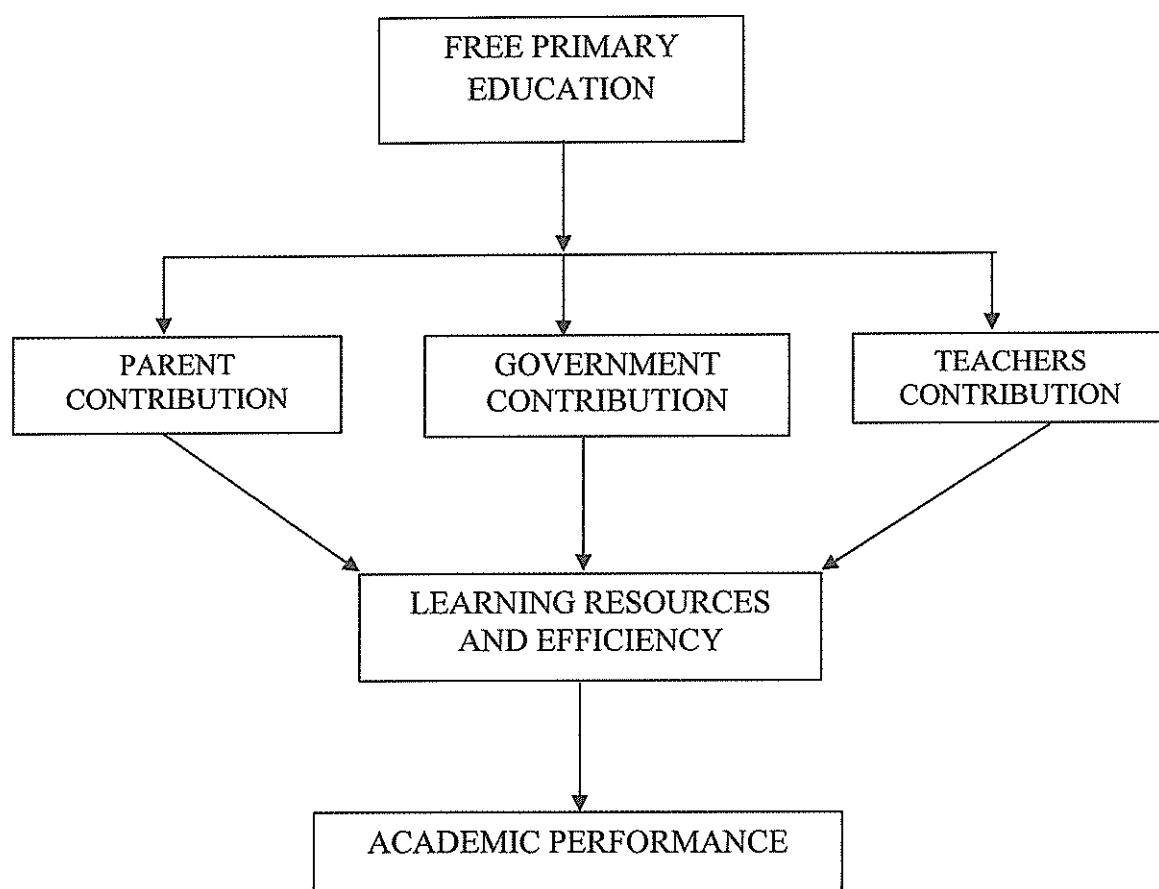 FREE PRIMARY
EDUCATION
PARENT
CONTRIBUTION
GOVERNMENT
CONTRIBUTION
TEACHERS
CONTRIBUTION
LEARNING RESOURCES
AND EFFICIENCY
ACADEMIC PERFORMANCE